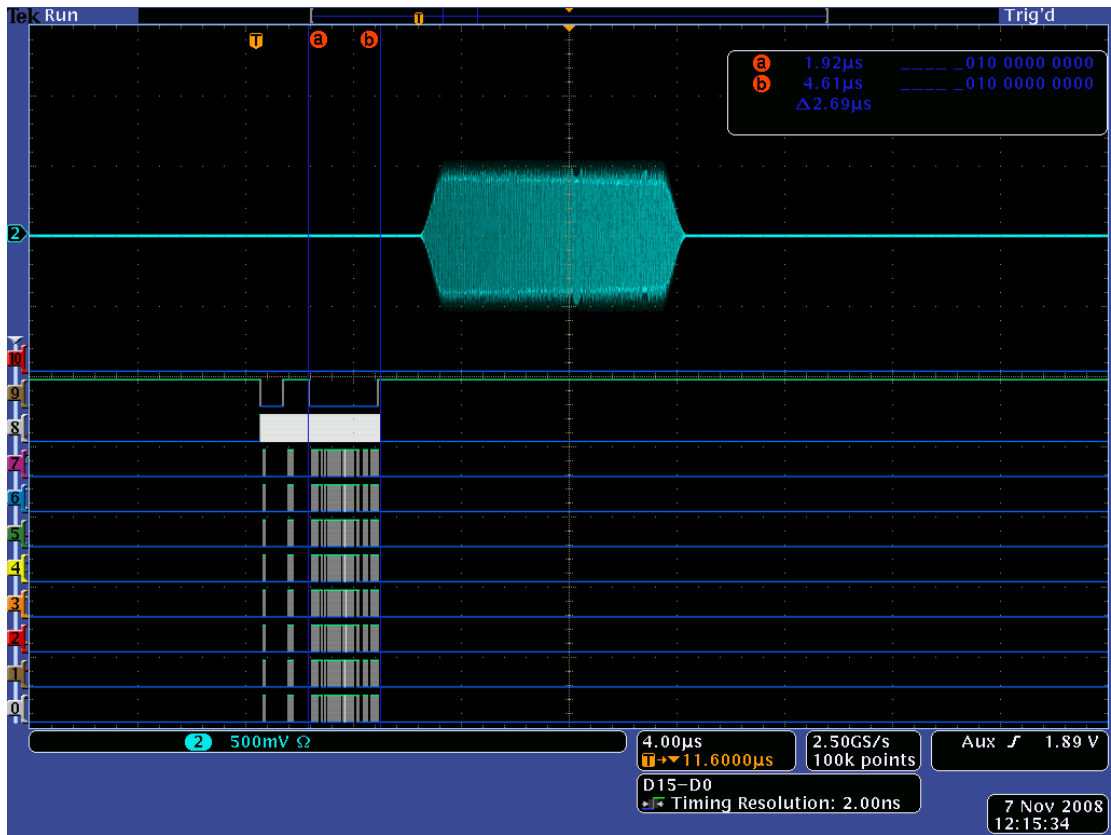 Tek Run Trig'd
T
T a b
a 1.92µs ____ _010 0000 0000
b 4.61µs ____ _010 0000 0000
Δ2.69µs
2
10
9
8
7
6
5
4
3
2
1
0
2 500mV Ω
4.00µs
T→▼11.6000µs
2.50GS/s
100k points
Aux ∫ 1.89 V
D15-D0
Timing Resolution: 2.00ns
7 Nov 2008
12:15:34